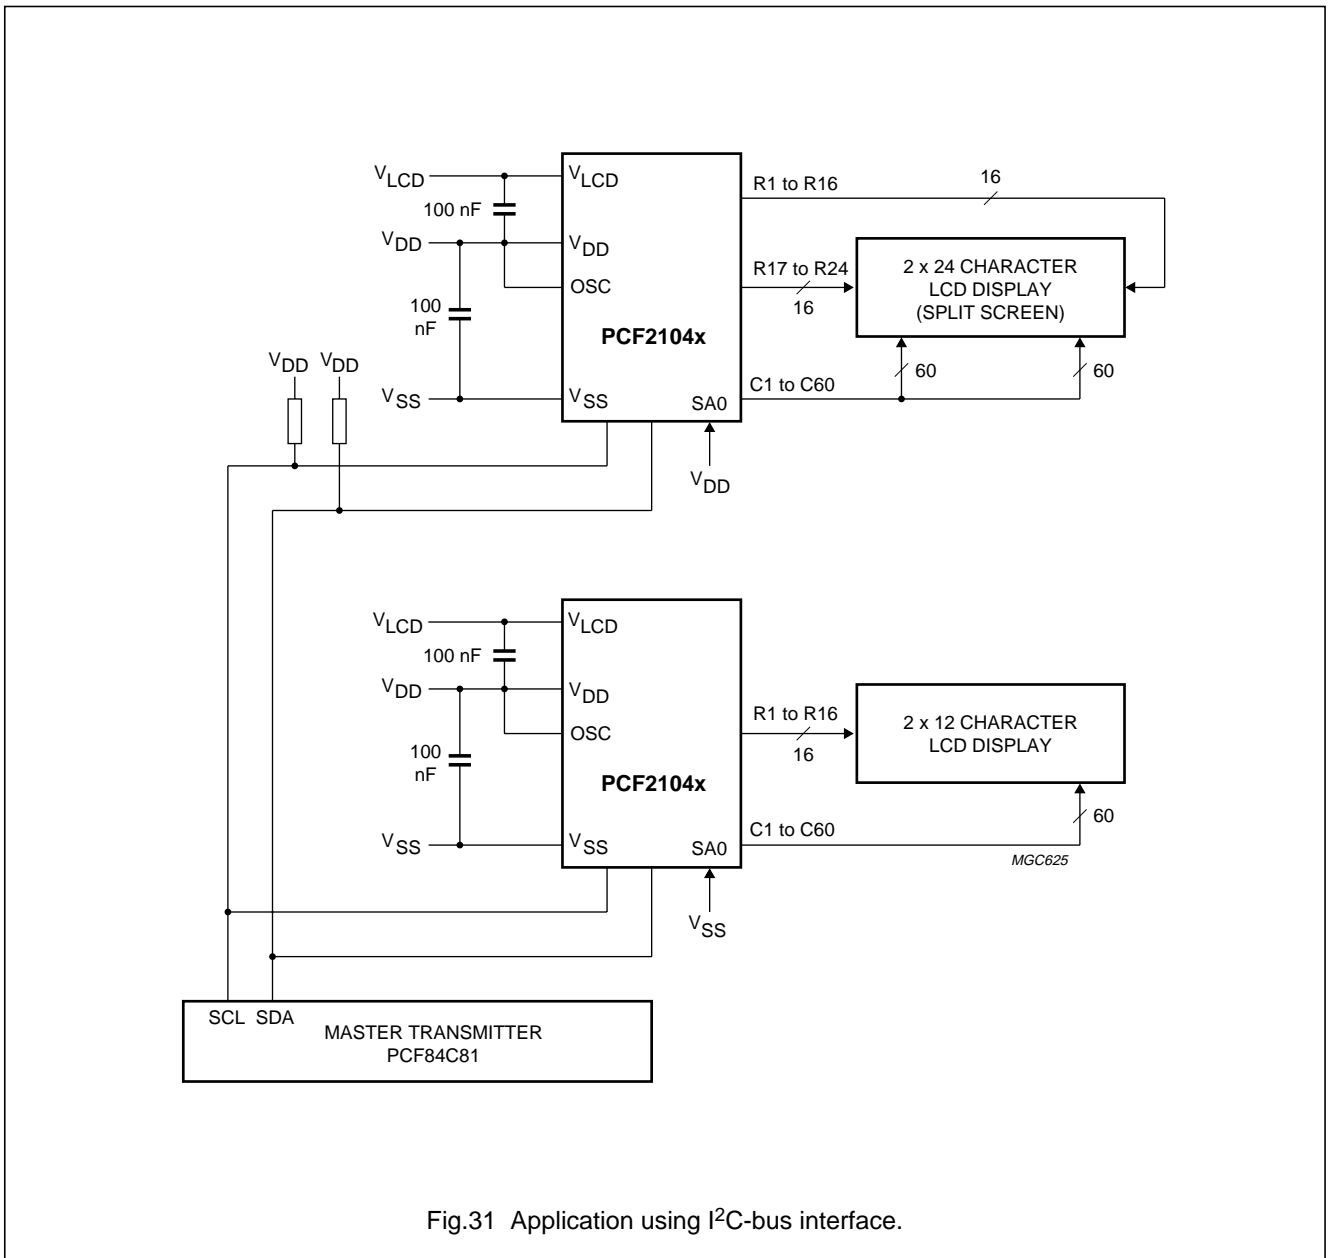 VLCD
VLCD
100 nF
VDD
VDD
OSC
100
nF
PCF2104x
VSS
VSS
SA0
VDD
R1 to R16
16
R17 to R24
16
2 x 24 CHARACTER
LCD DISPLAY
(SPLIT SCREEN)
C1 to C60
60
60
VDD VDD
VLCD
VLCD
100 nF
VDD
VDD
OSC
100
nF
PCF2104x
VSS
VSS
SA0
VSS
R1 to R16
16
2 x 12 CHARACTER
LCD DISPLAY
C1 to C60
60
MGC625
SCL SDA
MASTER TRANSMITTER
PCF84C81
Fig.31 Application using I²C-bus interface.